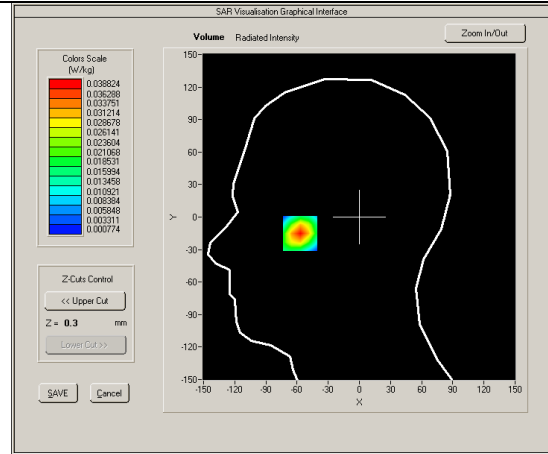 SAR Visualisation Graphical Interface
Volume Radiated Intensity
Zoom In/Out
Colors Scale
(W/kg)
0.038824
0.036288
0.033751
0.031214
0.028678
0.026141
0.023604
0.021068
0.018531
0.015994
0.013458
0.010921
0.008384
0.005848
0.003311
0.000774
Z-Cuts Control
<< Upper Cut
Z = 0.3 mm
Lower Cut >>
SAVE Cancel
150
120
90
60
30
0
-30
-60
-90
-120
-150
Y
-150 -120 -90 -60 -30 0 30 60 90 120 150
X